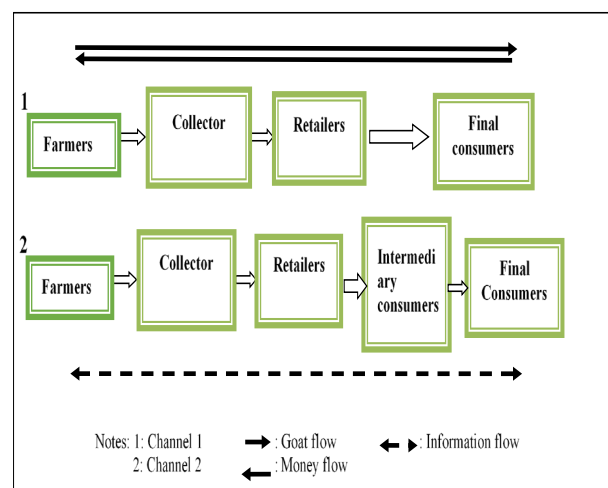 1
Farmers
Collector
Retailers
Final
consumers
2
Farmers
Collector
Retailers
Intermedi
ary
consumers
Final
Consumers
Notes: 1: Channel 1 : Goat flow : Information flow
2: Channel 2 : Money flow